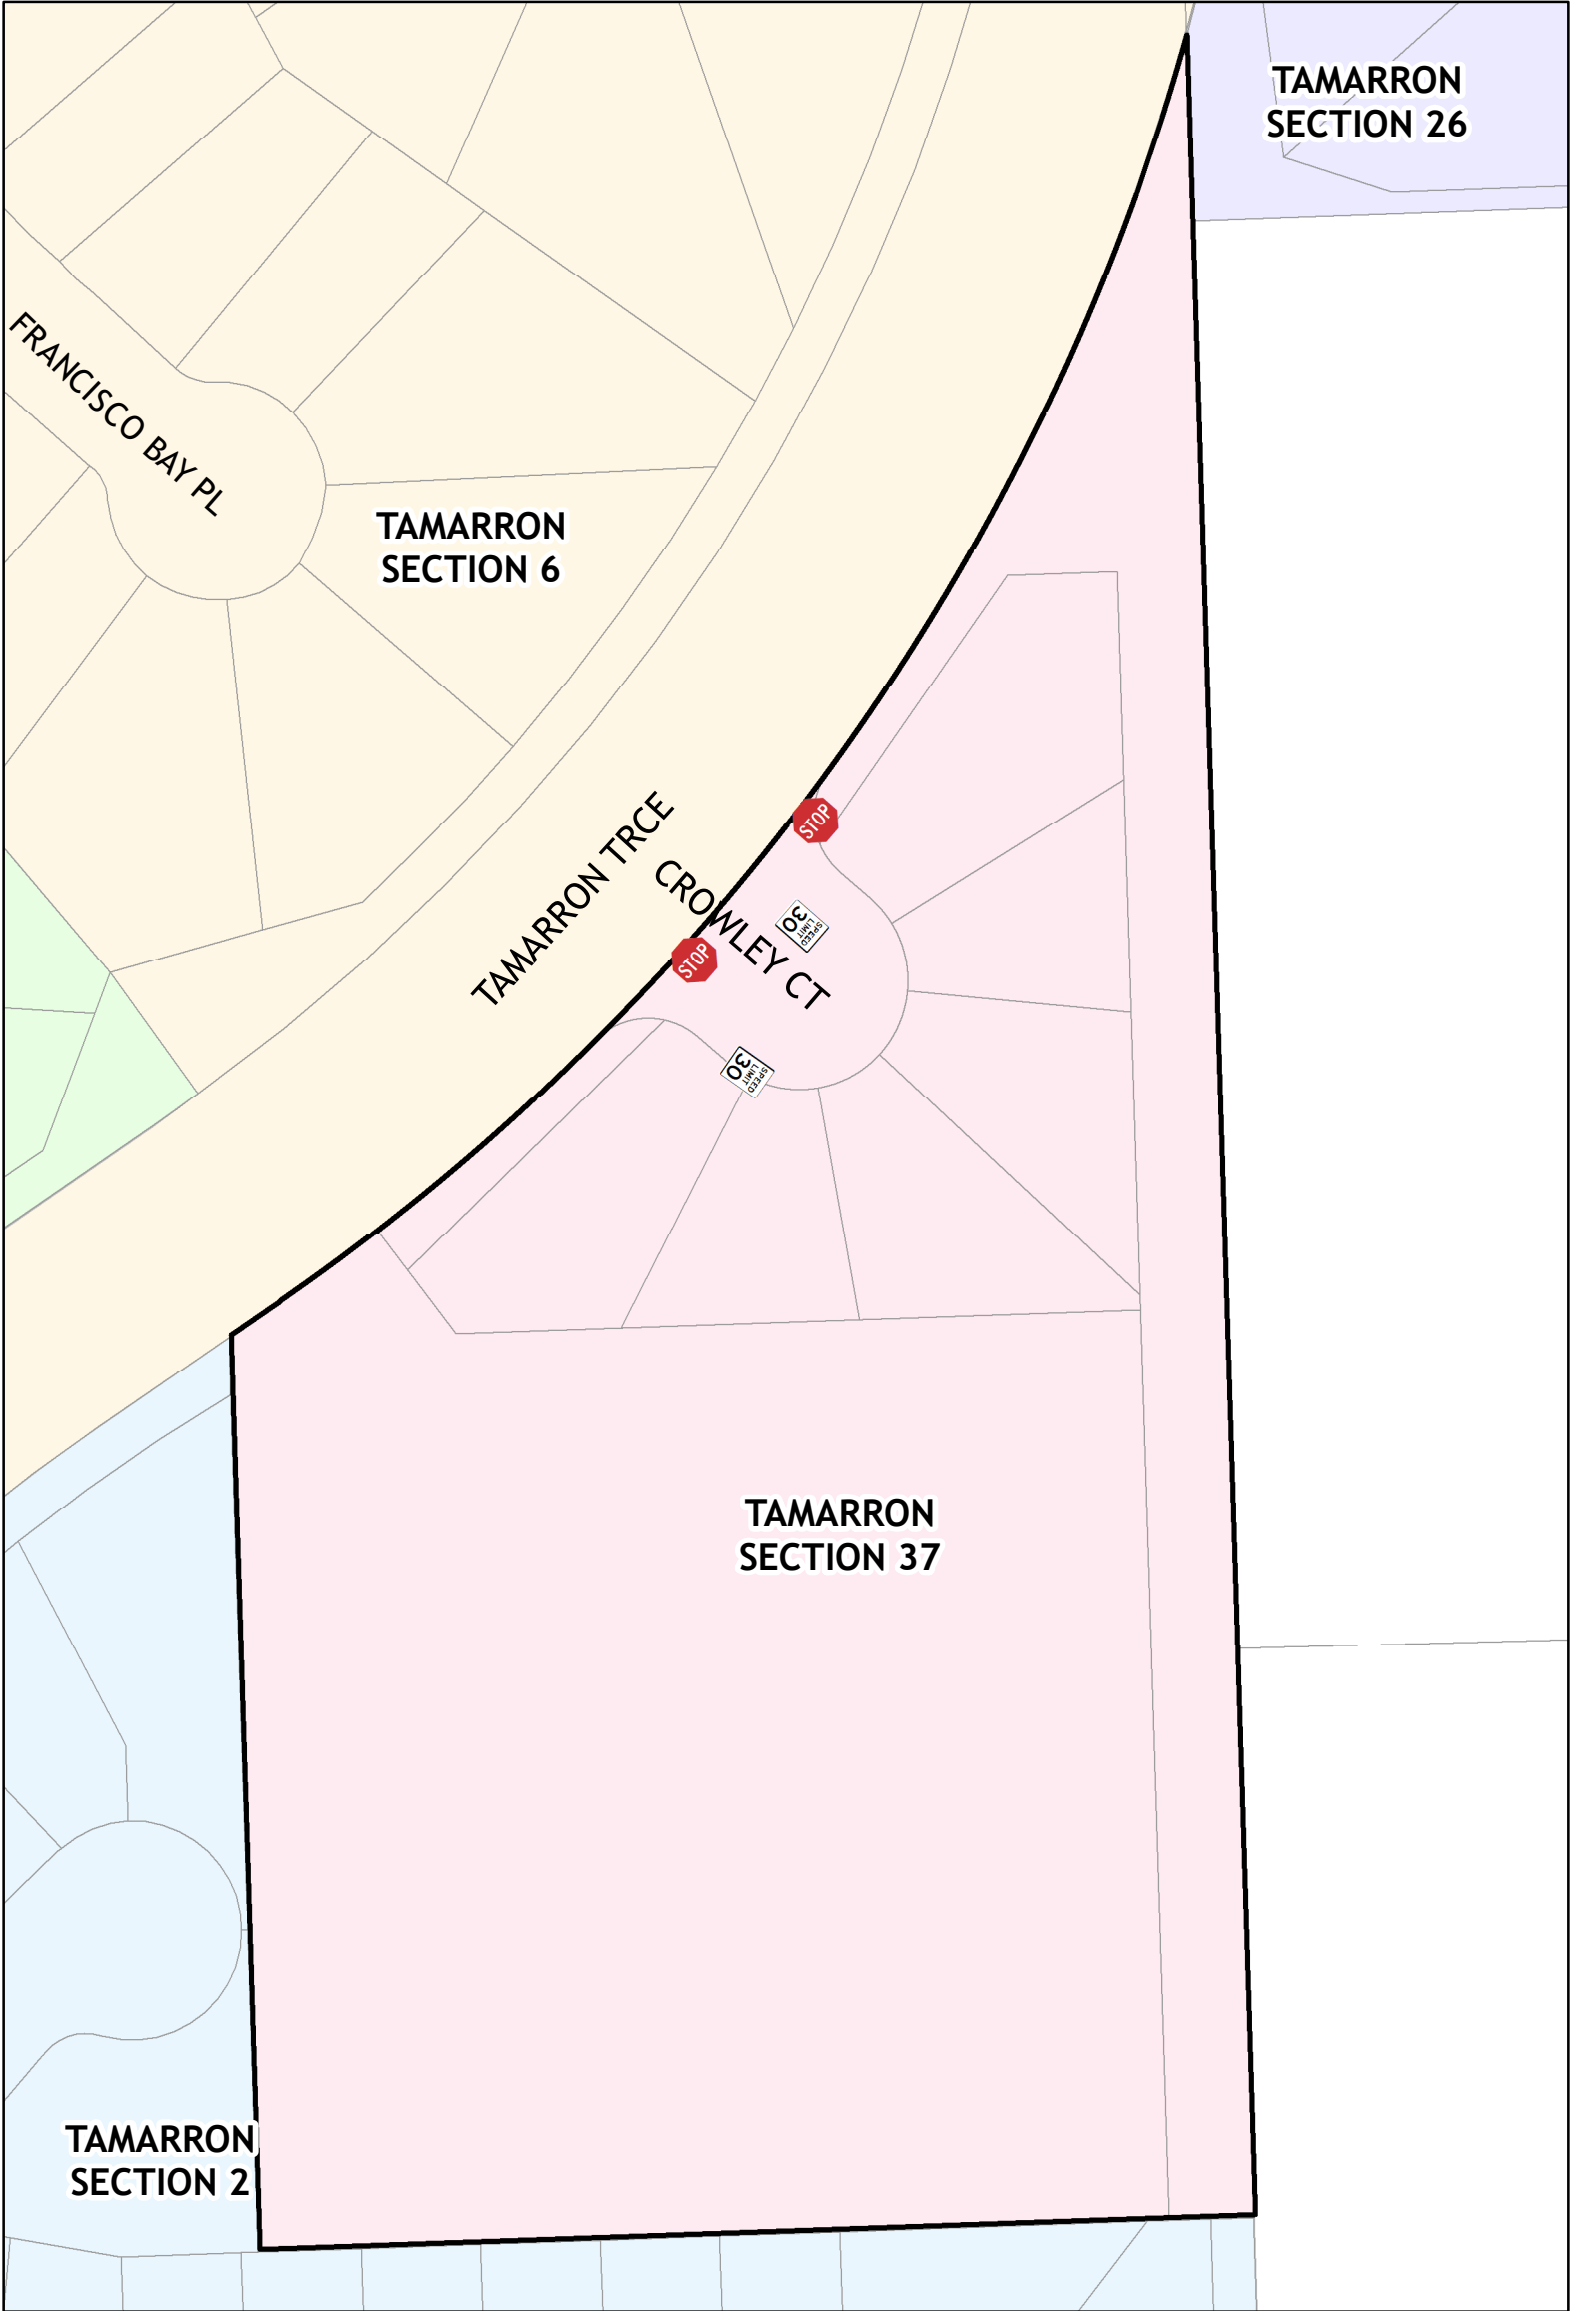 TAMARRON
SECTION 26
FRANCISCO BAY PL
TAMARRON
SECTION 6
TAMARRON TRCE
STOP
CROWLEY CT
SPEED
LIMIT
30
STOP
SPEED
LIMIT
30
TAMARRON
SECTION 37
TAMARRON
SECTION 2